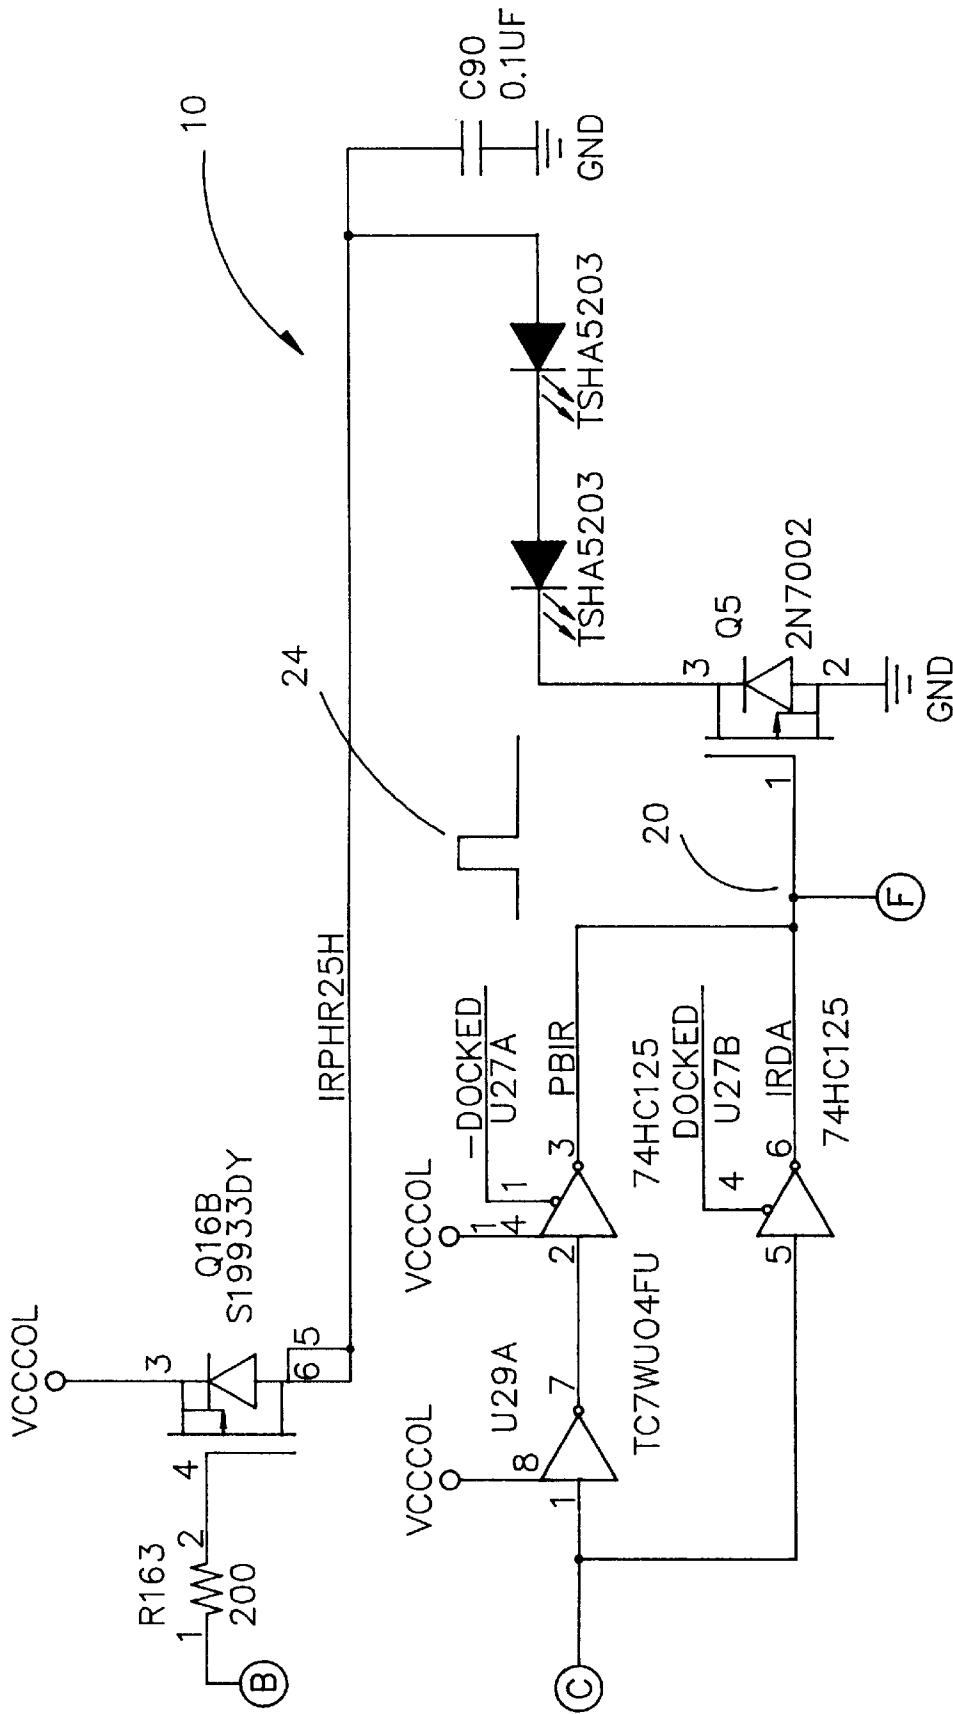 10
VCCCOL
Q16B
S19933DY
3
4
5
6
R163
1
2
200
B
IRPHR25H
C90
0.1UF
GND
24
TSHA5203
TSHA5203
VCCCOL
8
U29A
1
7
TC7WU04FU
C
VCCCOL
1
4
1
-DOCKED
U27A
2
3
PBIR
74HC125
DOCKED
U27B
4
5
6
IRDA
74HC125
20
F
Q5
2N7002
3
1
2
GND